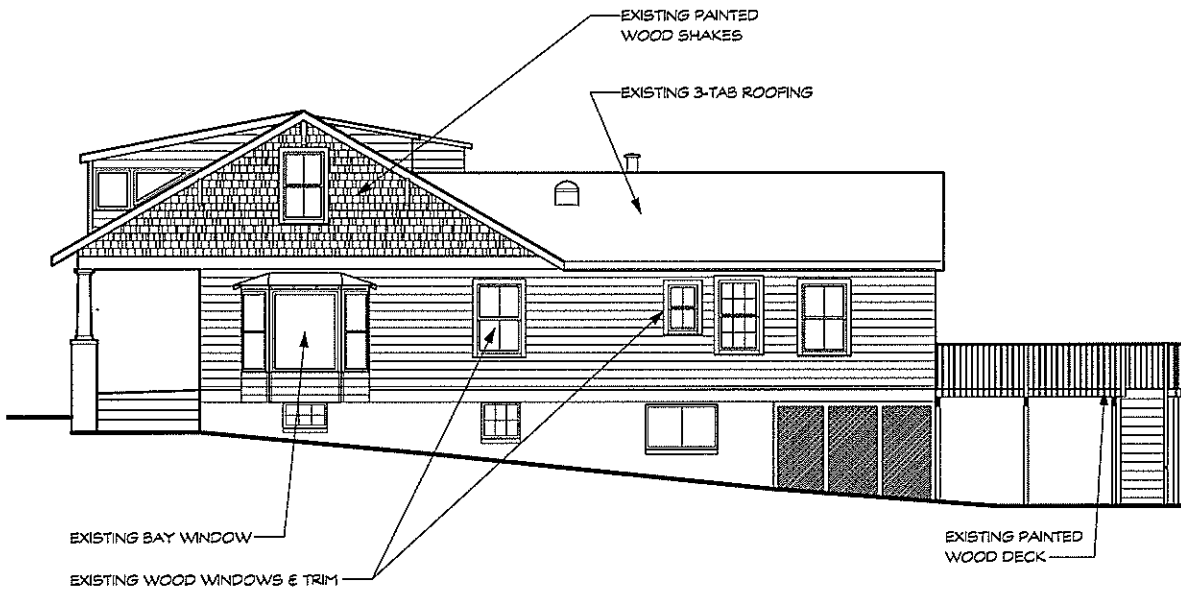 EXISTING PAINTED
WOOD SHAKES
EXISTING 3-TAB ROOFING
EXISTING BAY WINDOW
EXISTING WOOD WINDOWS & TRIM
EXISTING PAINTED
WOOD DECK